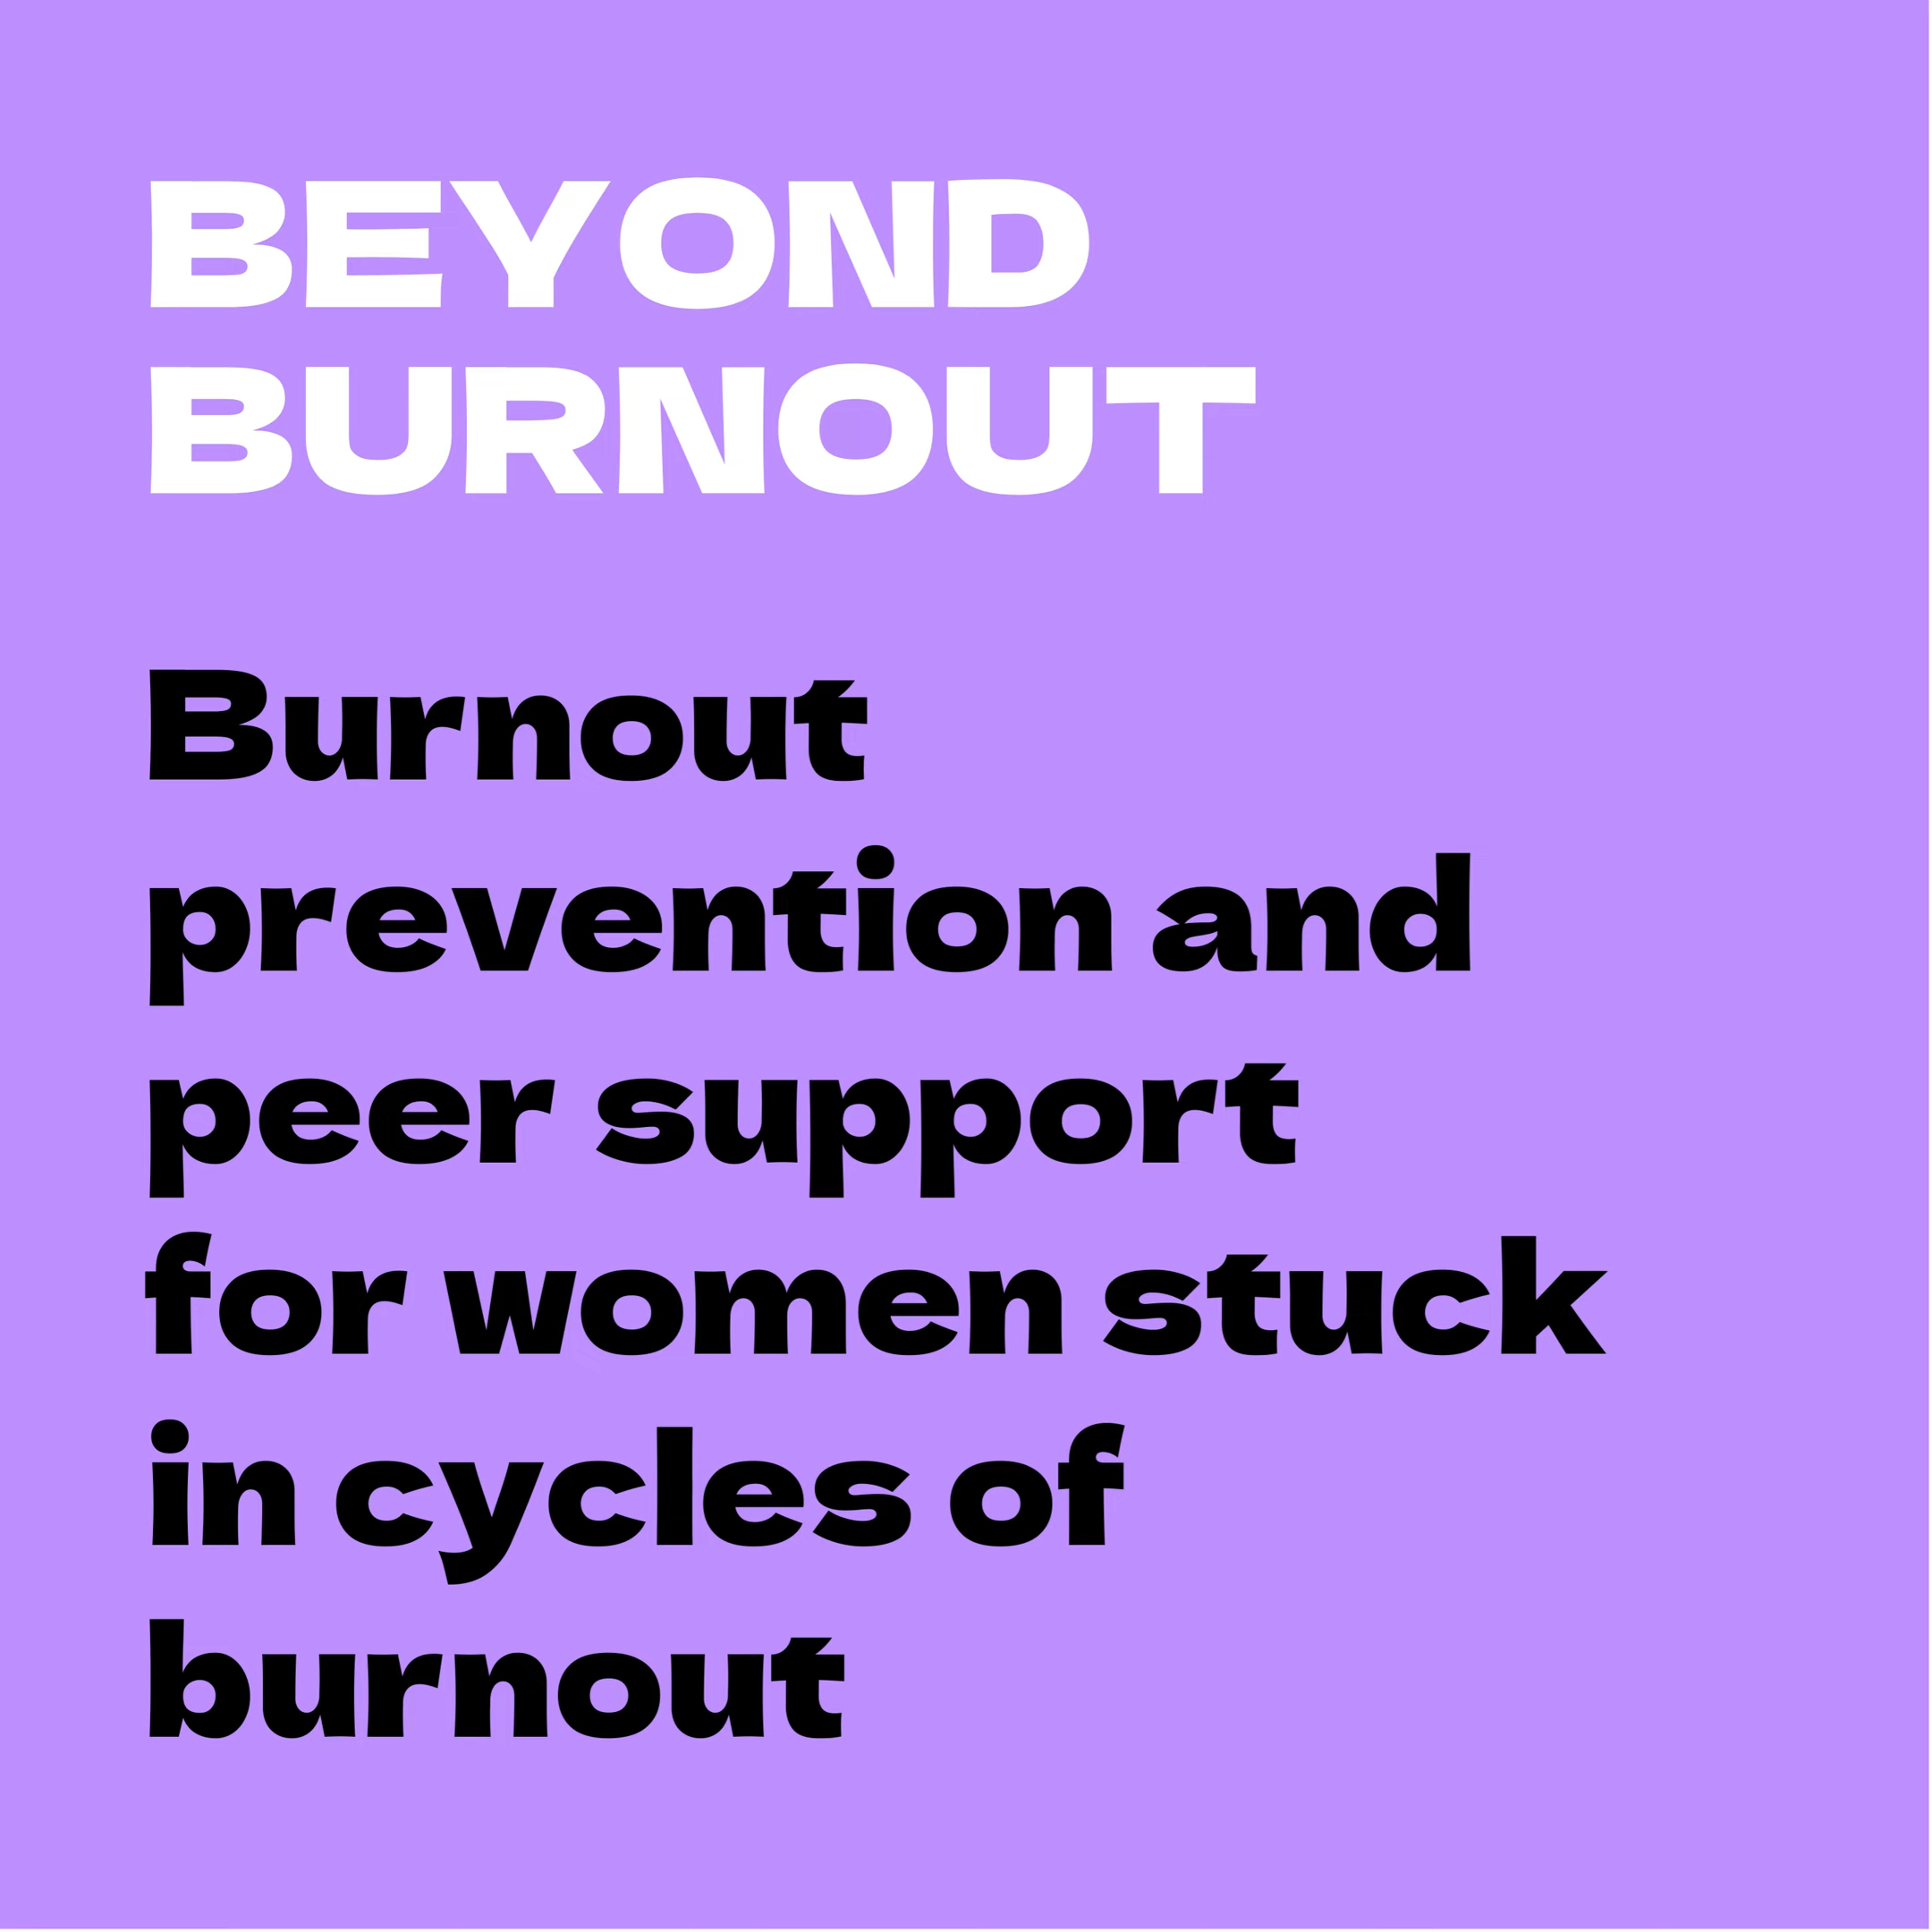 BEYOND
BURNOUT
Burnout
prevention and
peer support
for women stuck
in cycles of
burnout